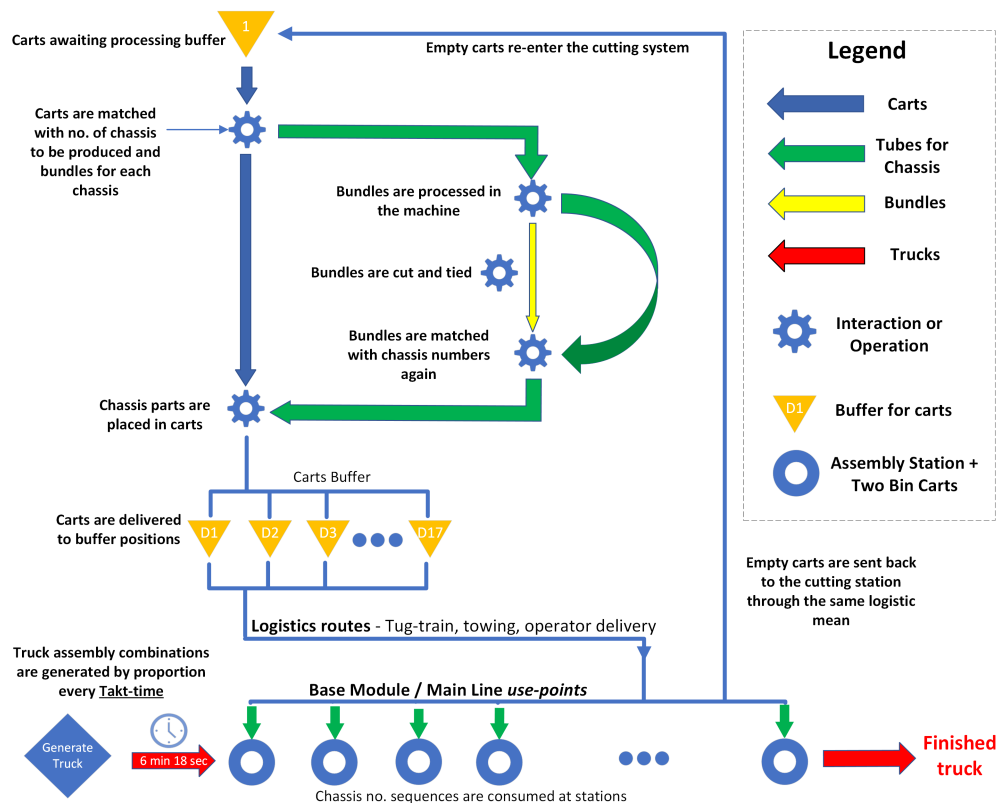 1
Carts awaiting processing buffer
Empty carts re-enter the cutting system
Carts are matched
with no. of chassis
to be produced and
bundles for each
chassis
Bundles are processed in
the machine
Bundles are cut and tied
Bundles are matched
with chassis numbers
again
Chassis parts are
placed in carts
Carts Buffer
Carts are delivered
to buffer positions
D1
D2
D3
D17
Logistics routes - Tug-train, towing, operator delivery
Truck assembly combinations
are generated by proportion
every Takt-time
Base Module / Main Line use-points
Generate
Truck
6 min 18 sec
Finished
truck
Chassis no. sequences are consumed at stations
Legend
Carts
Tubes for
Chassis
Bundles
Trucks
Interaction or
Operation
D1
Buffer for carts
Assembly Station +
Two Bin Carts
Empty carts are sent back
to the cutting station
through the same logistic
mean